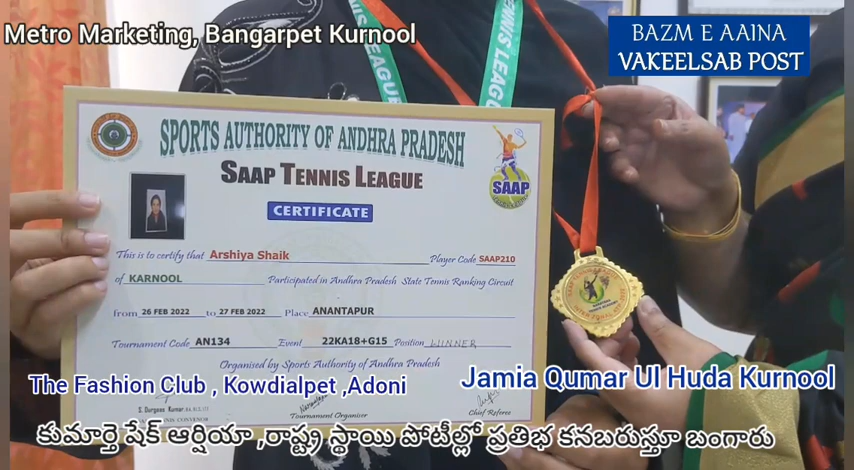 Metro Marketing, Bangarpet Kurnool
BAZM E AAINA
VAKEELSAB POST
TENNIS LEAGUE
SPORTS AUTHORITY OF ANDHRA PRADESH
SAAP TENNIS LEAGUE
SAAP
CERTIFICATE
This is to certify that Arshiya Shaik Player Code SAAP210
of KARNOOL Participated in Andhra Pradesh State Tennis Ranking Circuit
from 26 FEB 2022 to 27 FEB 2022 Place ANANTAPUR
Tournament Code AN134 Event 22KA18+G15 Position WINNER
Organised by Sports Authority of Andhra Pradesh
The Fashion Club , Kowdialpet ,Adoni
Jamia Qumar Ul Huda Kurnool
Tournament Organiser
Chief Referee
కుమార్తె షేక్ ఆర్షియా ,రాష్ట్ర స్థాయి పోటీల్లో ప్రతిభ కనబరుస్తూ బంగారు